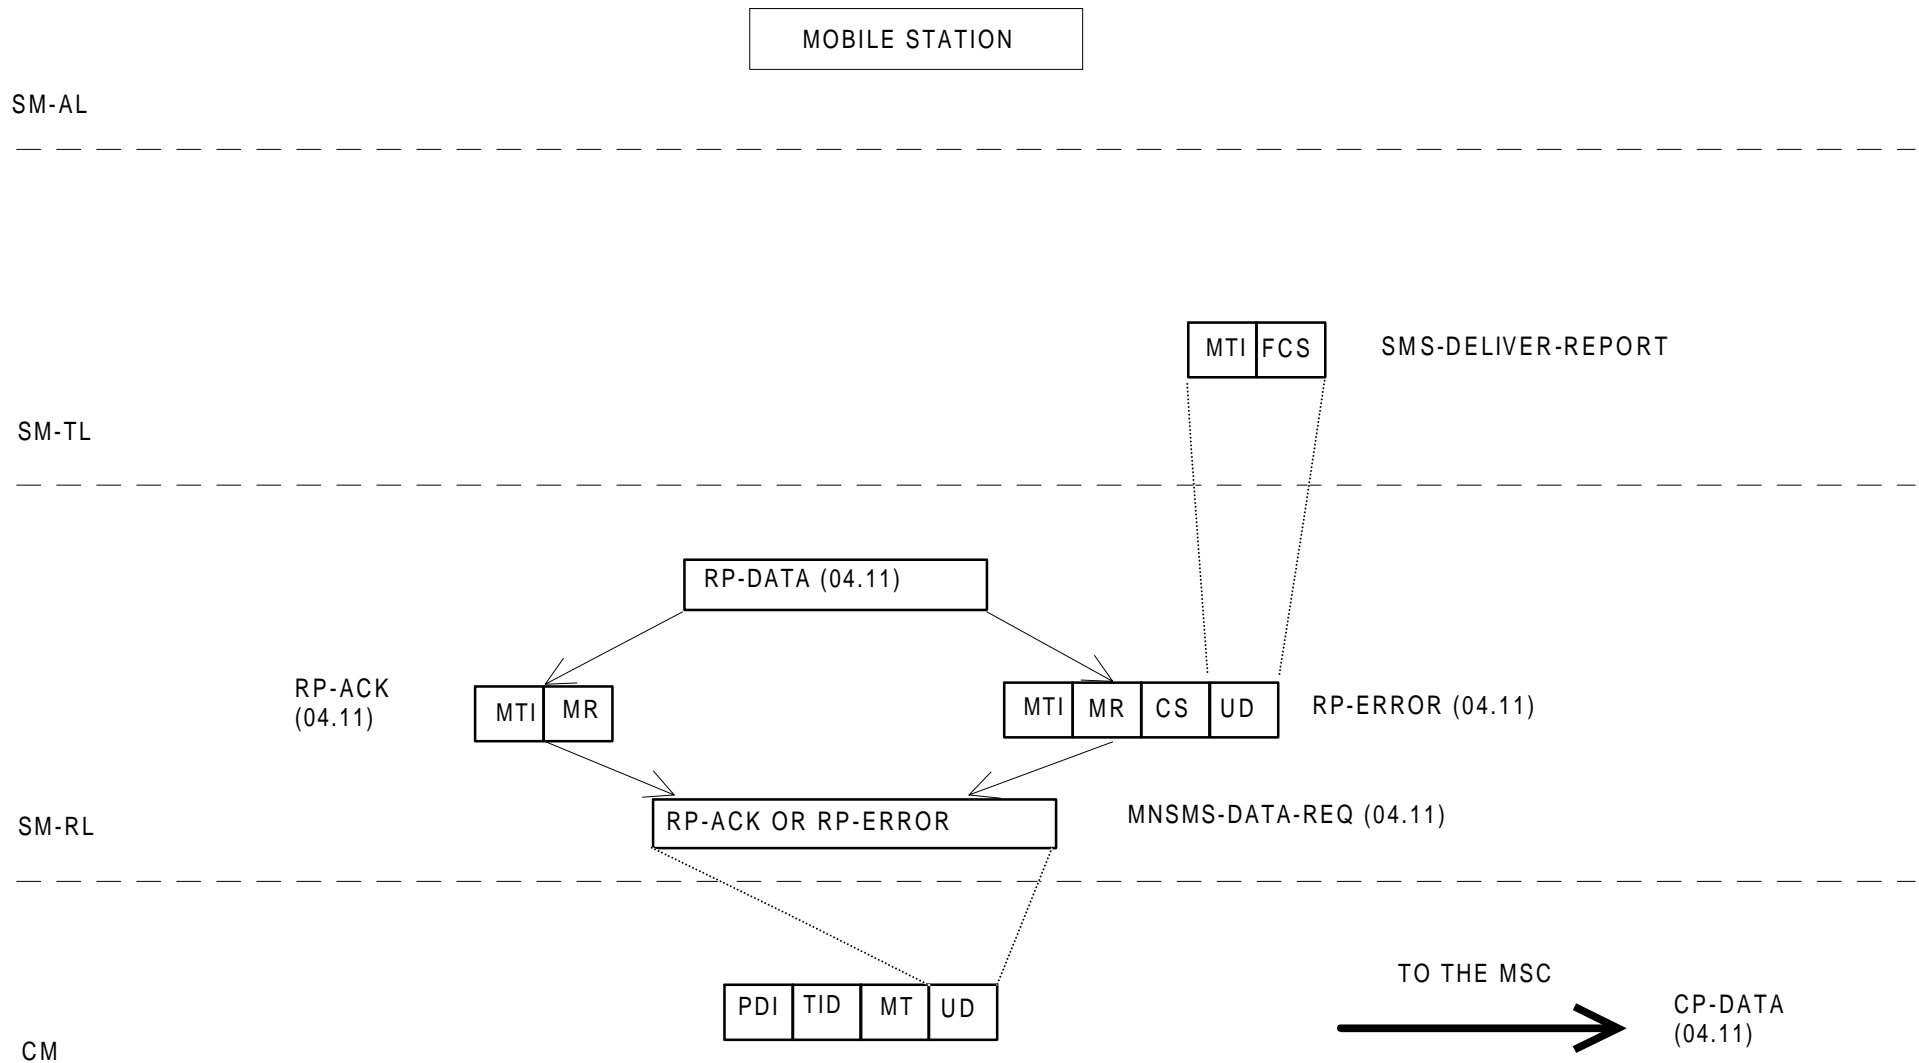 MOBILE STATION
SM-AL
MTI FCS SMS-DELIVER-REPORT
SM-TL
RP-DATA (04.11)
RP-ACK
(04.11)
MTI MR
MTI MR CS UD
RP-ERROR (04.11)
RP-ACK OR RP-ERROR
MNSMS-DATA-REQ (04.11)
SM-RL
TO THE MSC
PDI TID MT UD
CP-DATA
(04.11)
CM